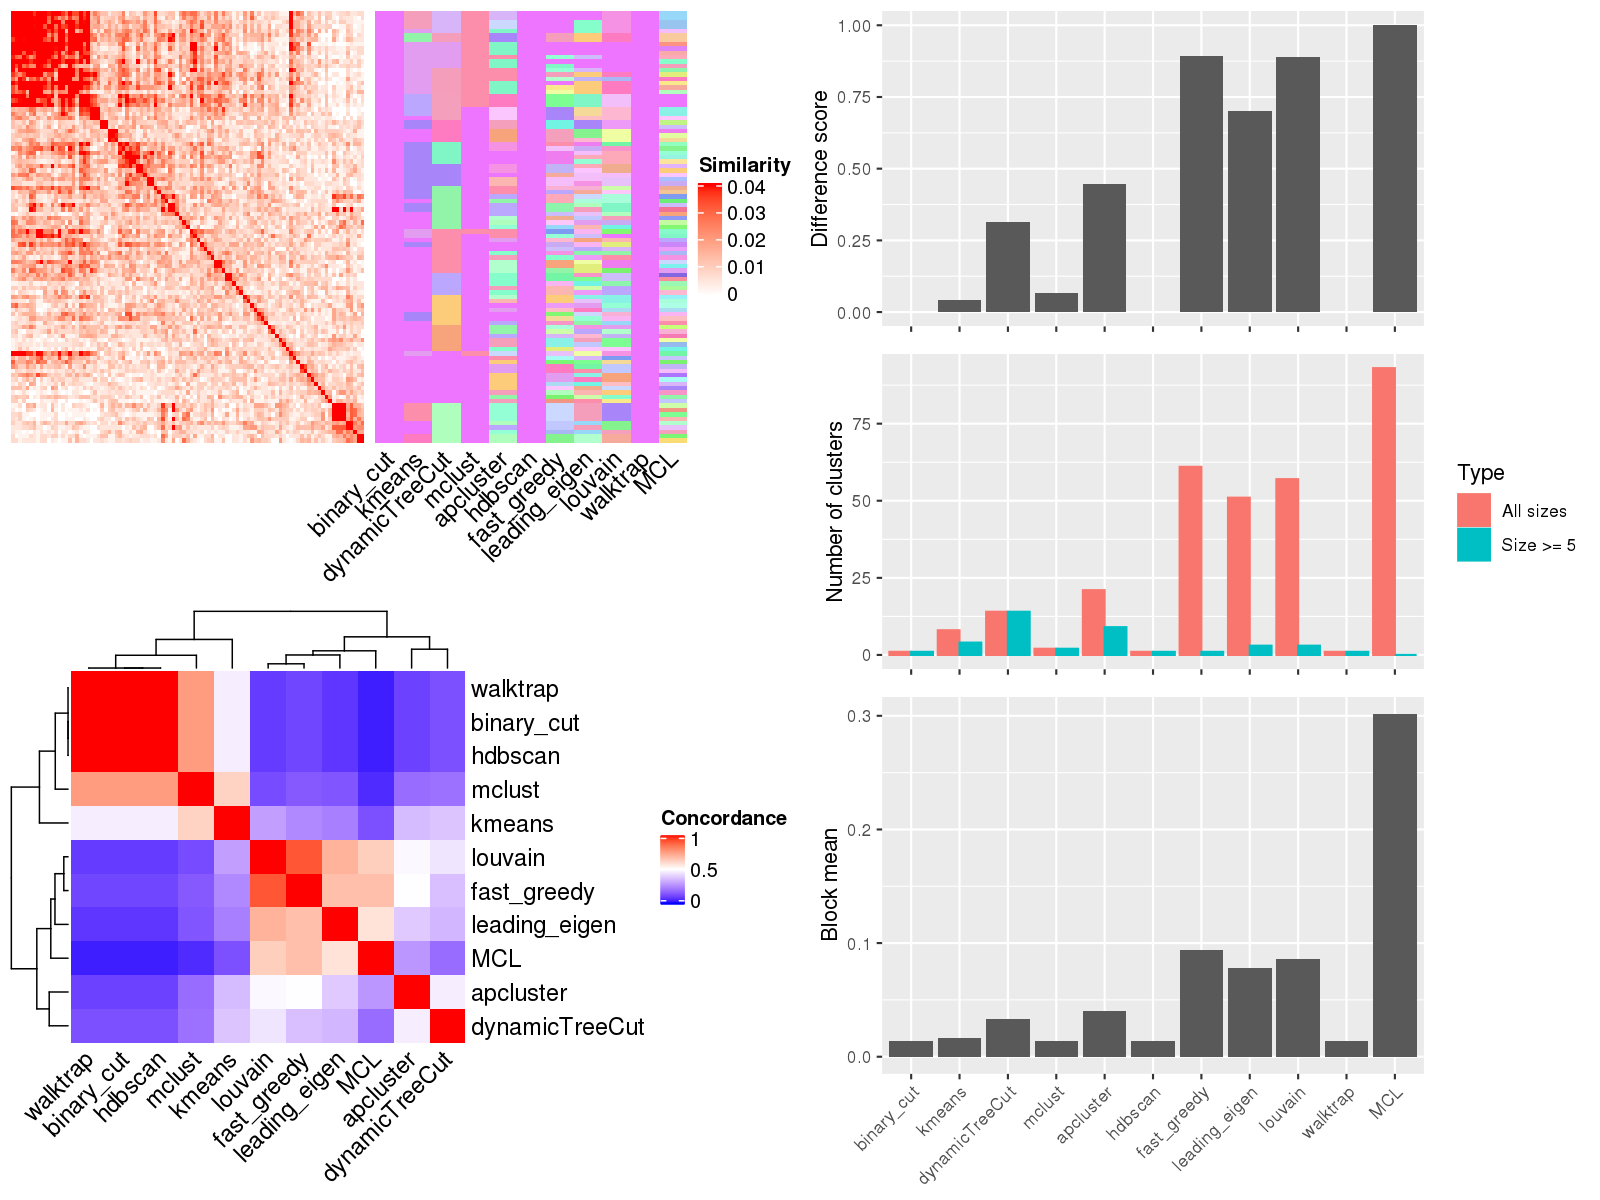 Similarity
0.04
0.03
0.02
0.01
0
binary_cut
kmeans
dynamicTreeCut
mclust
apcluster
hdbscan
fast_greedy
leading_eigen
louvain
walktrap
MCL
walktrap
binary_cut
hdbscan
mclust
kmeans
louvain
fast_greedy
leading_eigen
MCL
apcluster
dynamicTreeCut
walktrap
binary_cut
hdbscan
mclust
kmeans
louvain
fast_greedy
leading_eigen
MCL
apcluster
dynamicTreeCut
Concordance
1
0.5
0
Difference score
1.00
0.75
0.50
0.25
0.00
Number of clusters
75
50
25
0
Type
All sizes
Size >= 5
Block mean
0.3
0.2
0.1
0.0
binary_cut
kmeans
dynamicTreeCut
mclust
apcluster
hdbscan
fast_greedy
leading_eigen
louvain
walktrap
MCL